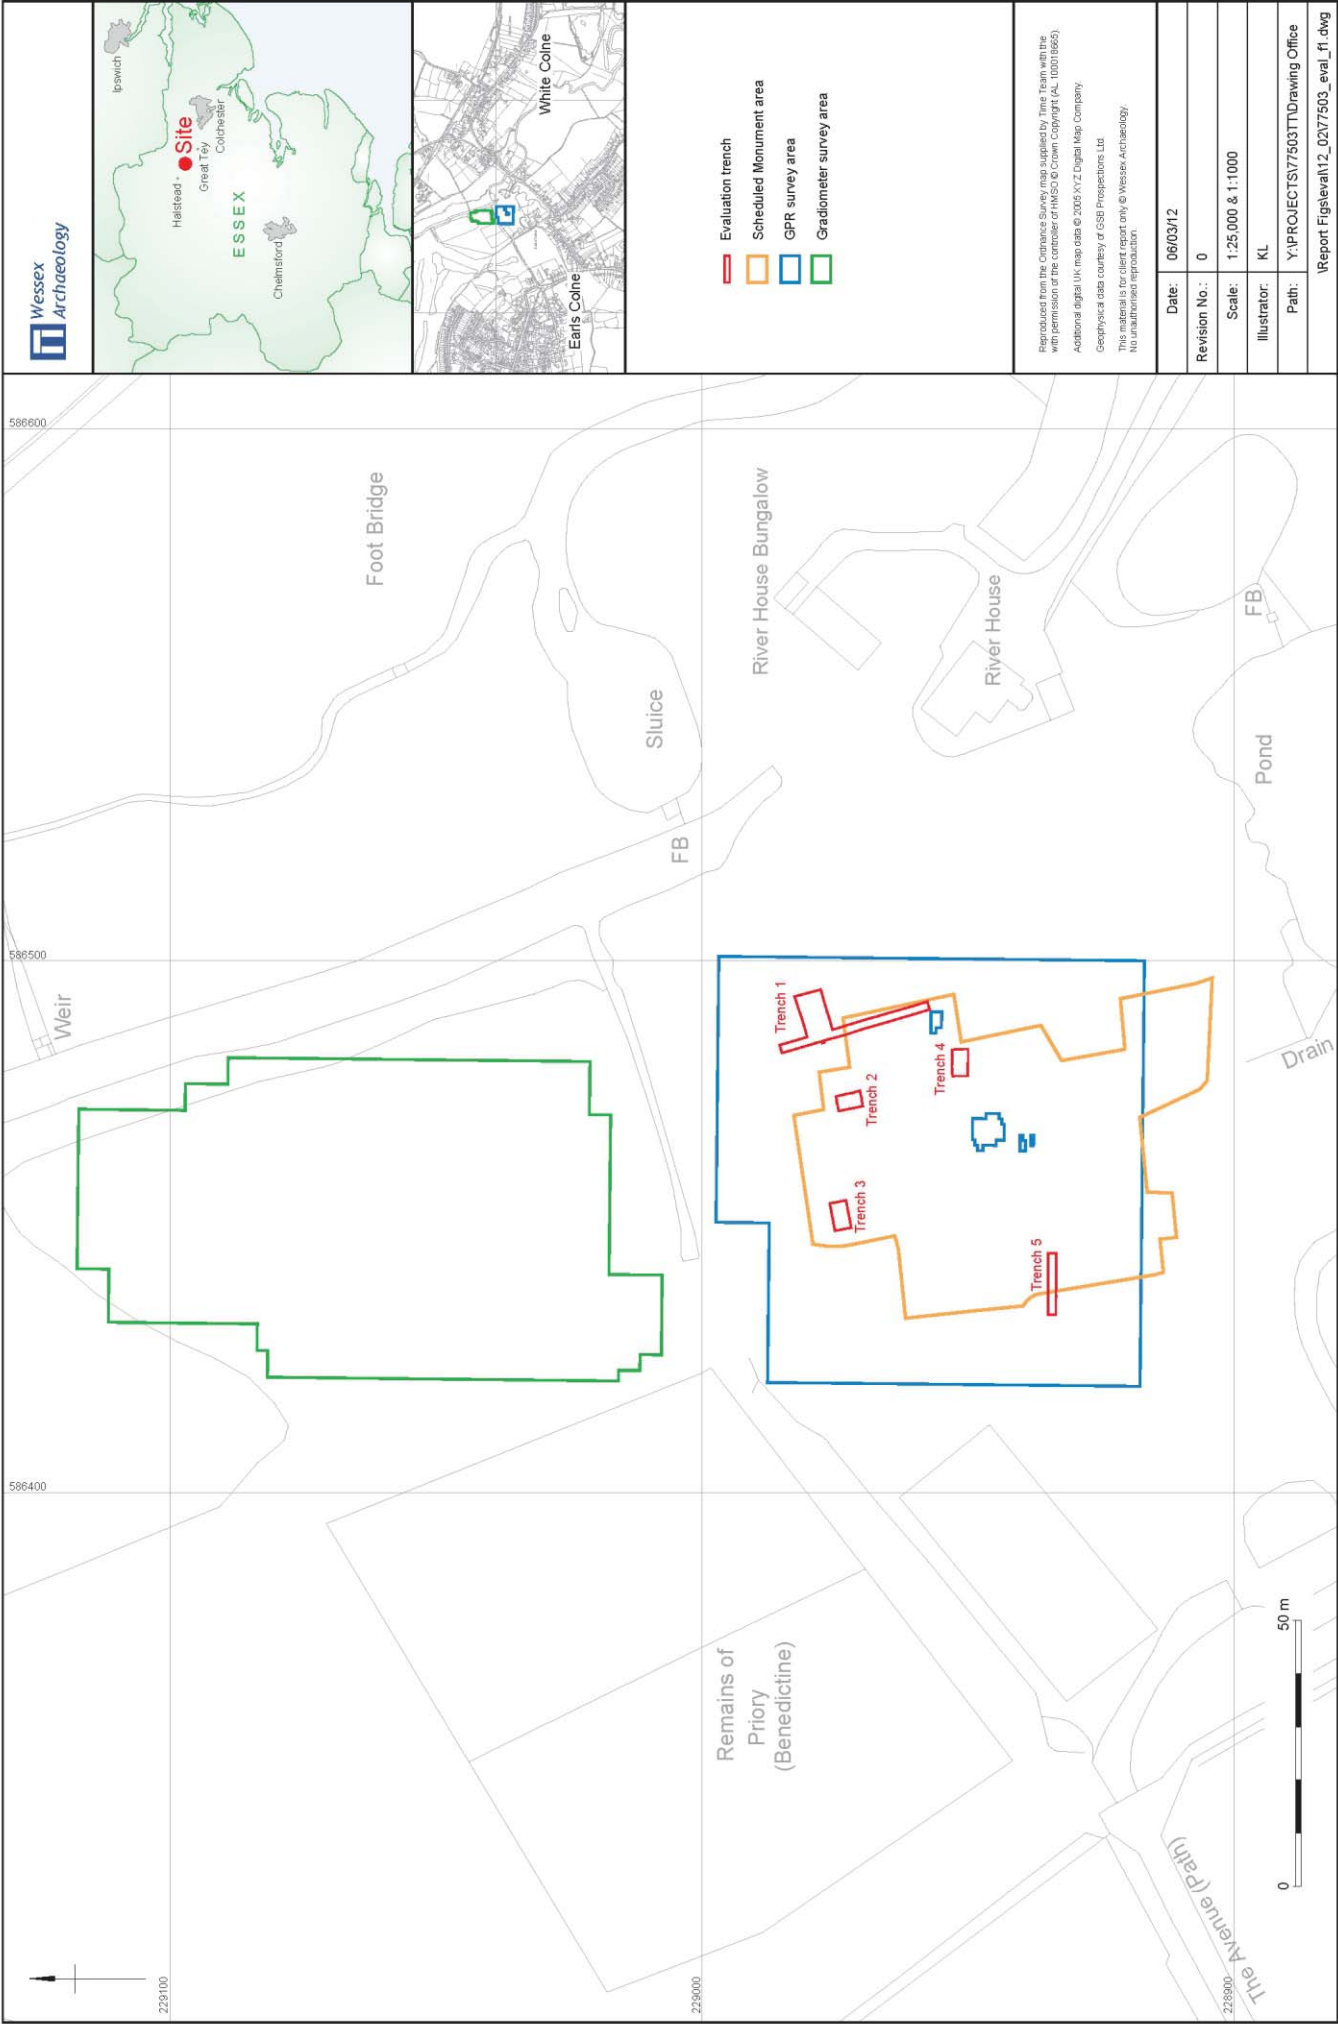 Wessex
Archaeology
Ipswich
Halstead
Site
Great Tey
Colchester
ESSEX
Chelmsford
White Colne
Earls Colne
Evaluation trench
Scheduled Monument area
GPR survey area
Gradiometer survey area
Reproduced from the Ordnance Survey map supplied by Time Team with the
with permission of the controller of HMSO © Crown Copyright (AL 100018665).
Additional digital UK map data © 2005 XYZ Digital Map Company.
Geophysical data courtesy of GSB Prospections Ltd.
This material is for client report only © Wessex Archaeology.
No unauthorised reproduction.
Date: 06/03/12
Revision No.: 0
Scale: 1:25,000 & 1:1000
Illustrator: KL
Path: Y:\PROJECTS\77503TT\Drawing Office
\Report Figs\eval\12_02\77503_eval_f1.dwg
586600
586500
586400
229100
229000
228900
Weir
Foot Bridge
Sluice
FB
River House Bungalow
River House
FB
Pond
Drain
Trench 1
Trench 2
Trench 3
Trench 4
Trench 5
Remains of
Priory
(Benedictine)
The Avenue (Path)
0
50 m